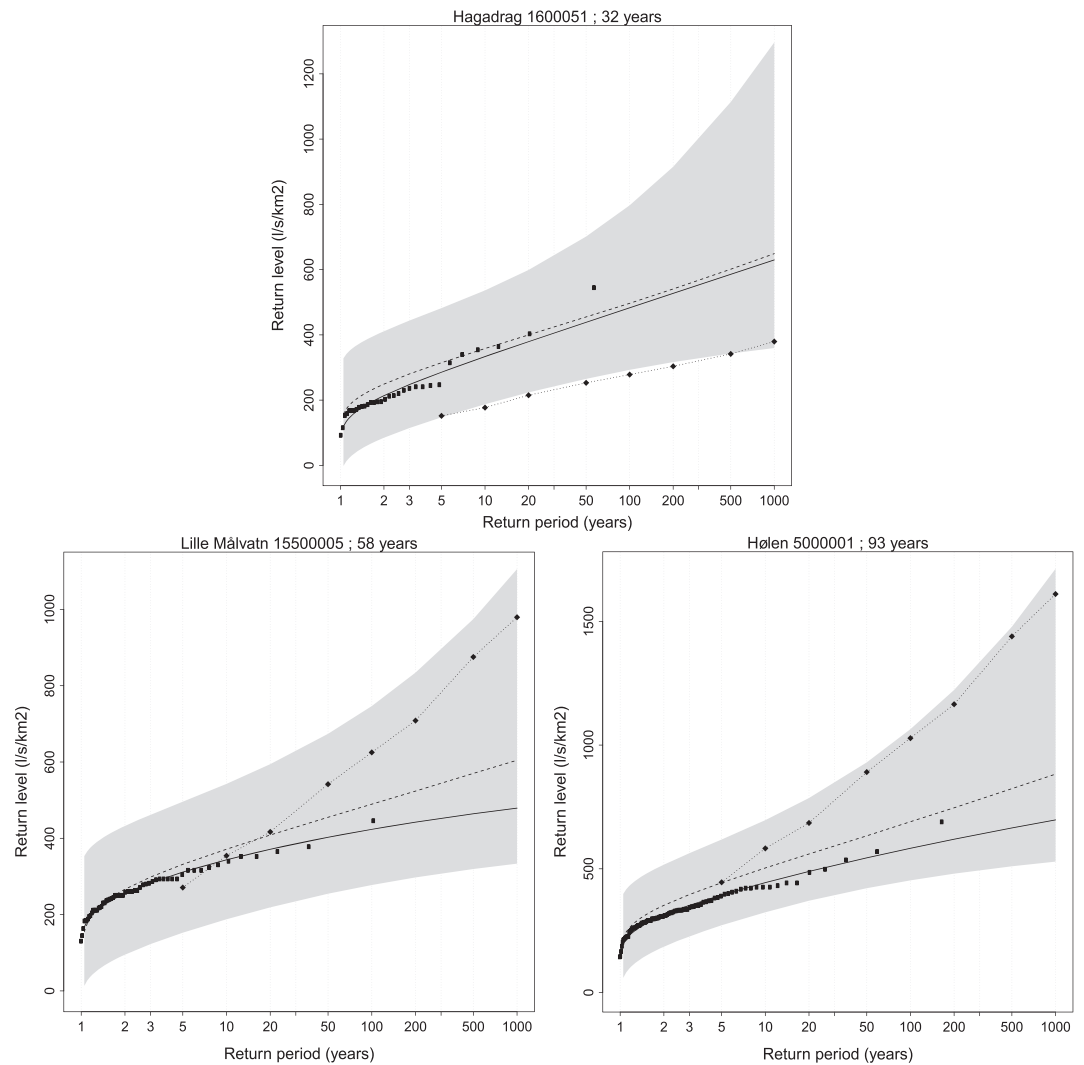 Hagadrag 1600051 ; 32 years
Return level (l/s/km2)
1200
1000
800
600
400
200
0
1 2 3 5 10 20 50 100 200 500 1000
Return period (years)
Lille Målvatn 15500005 ; 58 years
Return level (l/s/km2)
1000
800
600
400
200
0
1 2 3 5 10 20 50 100 200 500 1000
Return period (years)
Hølen 5000001 ; 93 years
Return level (l/s/km2)
1500
1000
500
0
1 2 3 5 10 20 50 100 200 500 1000
Return period (years)